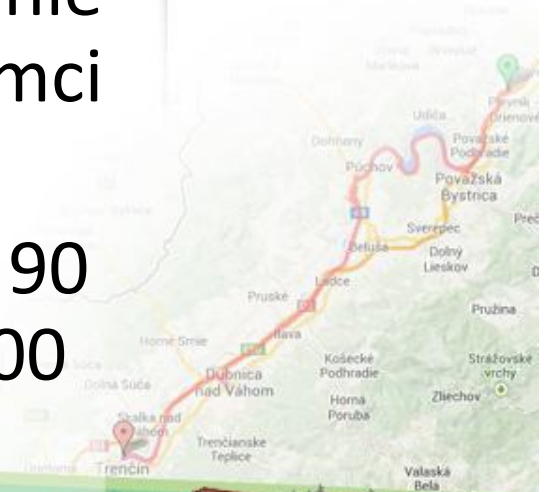 mci
90
00
Udiča
Dohňany
Považské
Podhradie
Púchov
Považská
Bystrica
Sverepec
Beluša
Dolný
Lieskov
Ladce
Pruské
Pružina
Ilava
Horné Srnie
Košecké
Podhradie
Strážovské
vrchy
Dubnica
nad Váhom
Dolná Súča
Horná
Poruba
Zliechov
Skalka nad
Váhom
Trenčianske
Teplice
Trenčín
Valaská
Belá